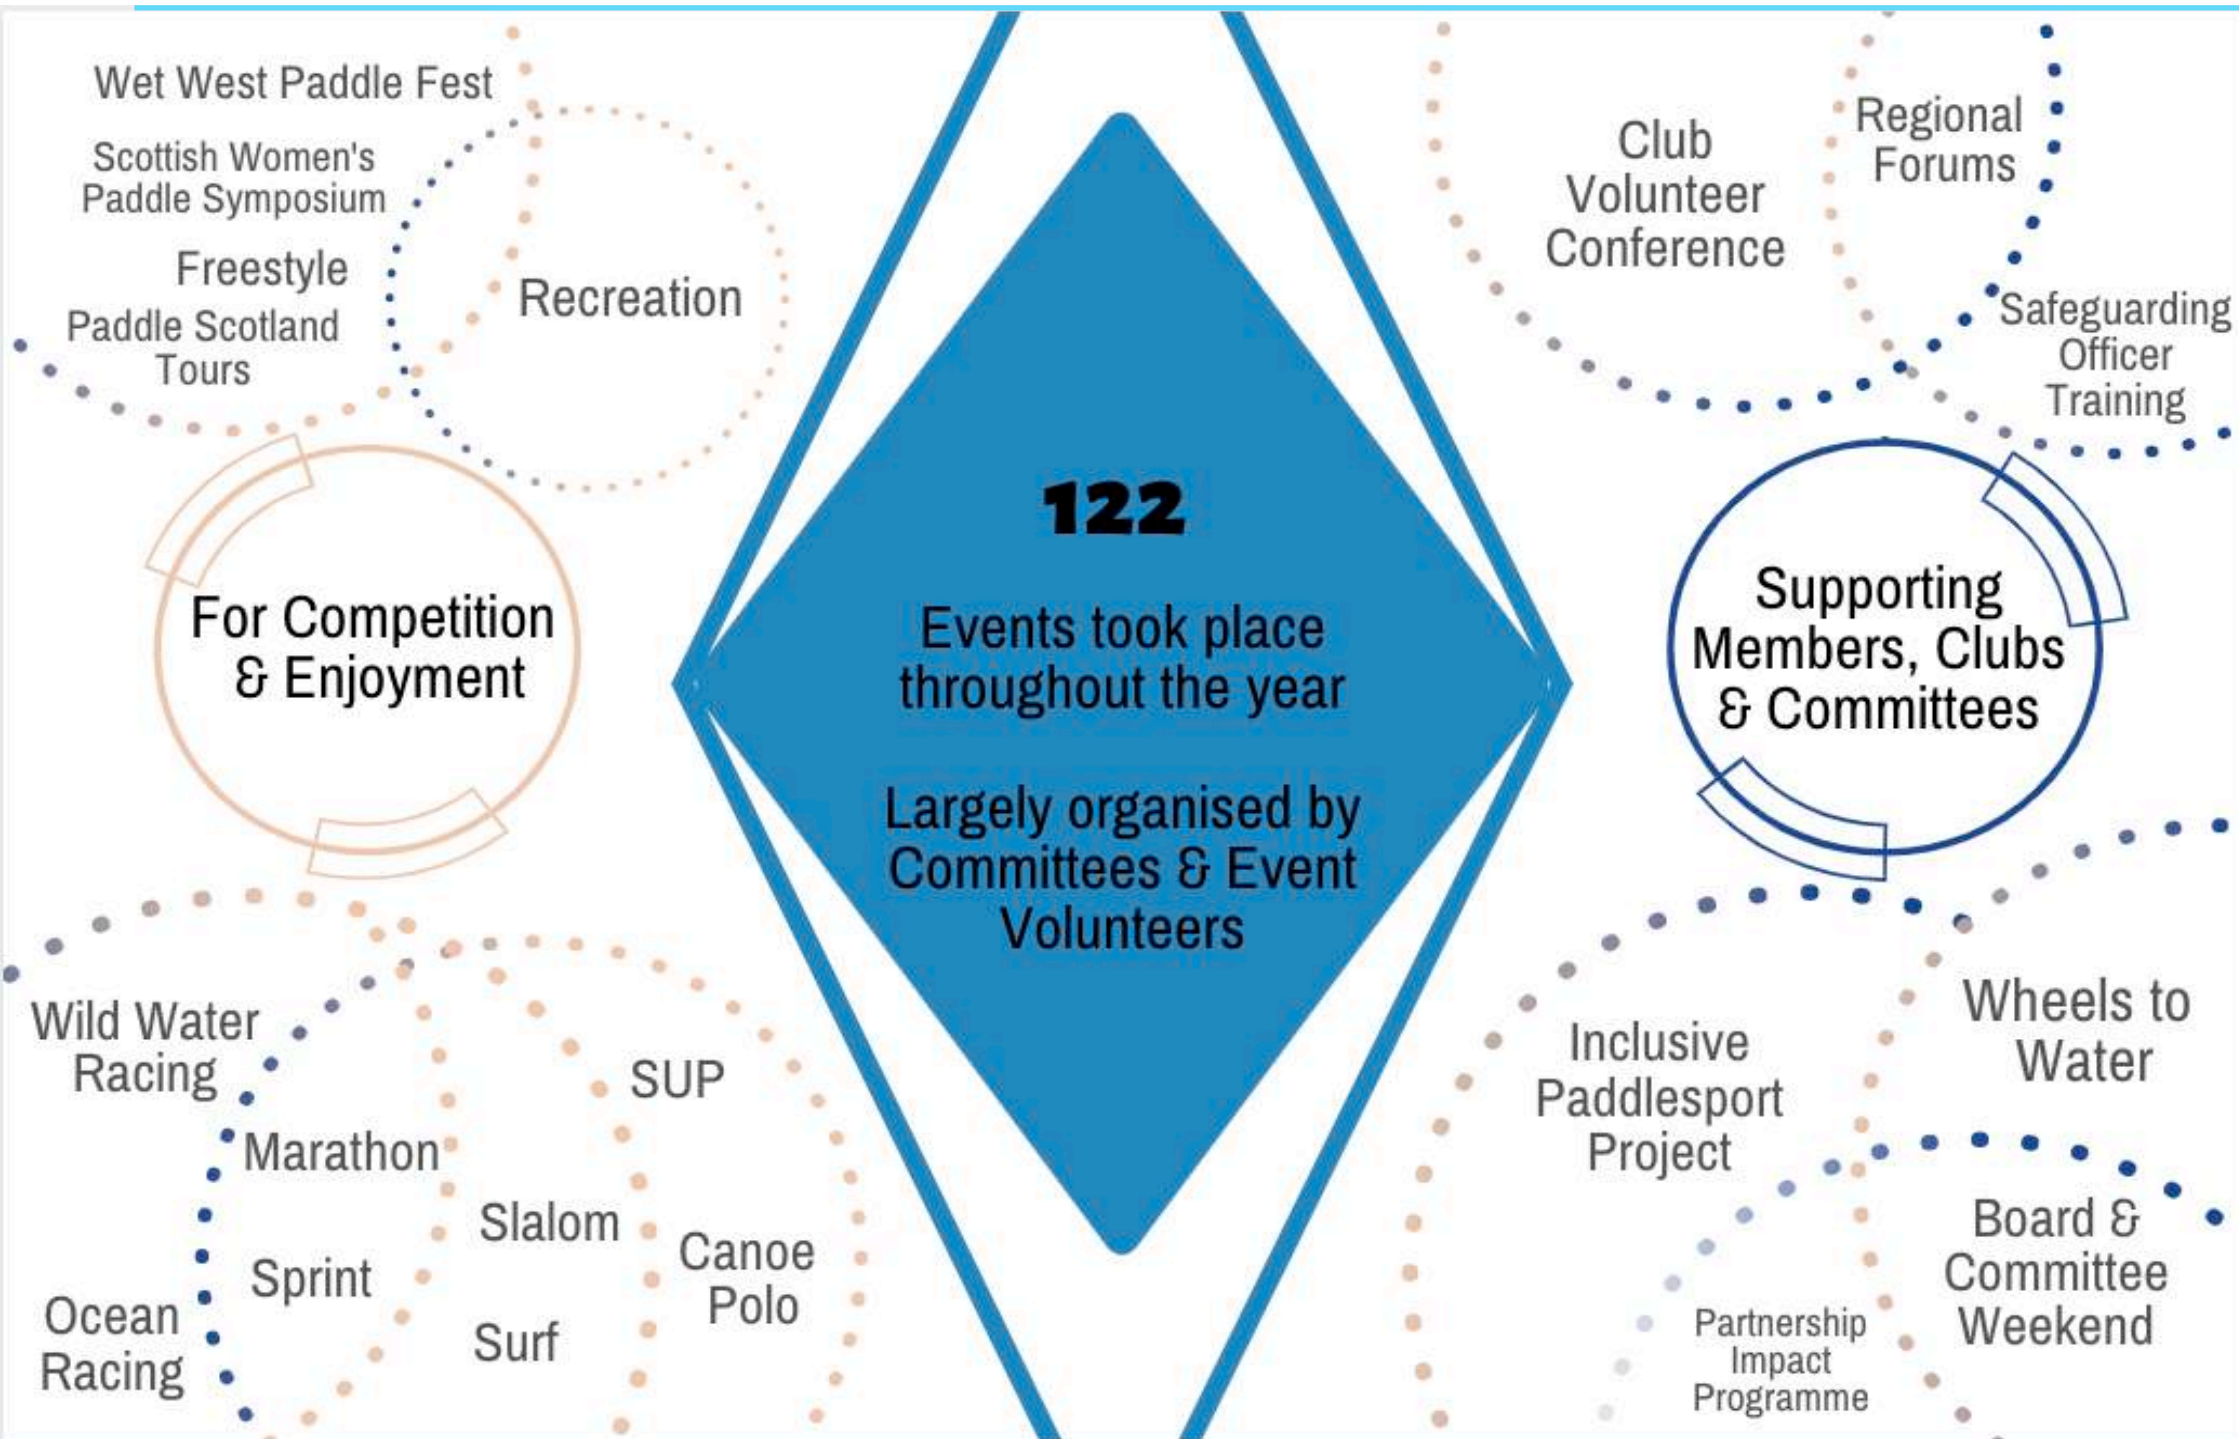 Wet West Paddle Fest
Scottish Women's
Paddle Symposium
Freestyle
Paddle Scotland
Tours
Recreation
For Competition
& Enjoyment
Wild Water
Racing
Marathon
Sprint
Ocean
Racing
SUP
Slalom
Surf
Canoe
Polo
122
Events took place
throughout the year
Largely organised by
Committees & Event
Volunteers
Club
Volunteer
Conference
Regional
Forums
Safeguarding
Officer
Training
Supporting
Members, Clubs
& Committees
Inclusive
Paddlesport
Project
Wheels to
Water
Board &
Committee
Weekend
Partnership
Impact
Programme